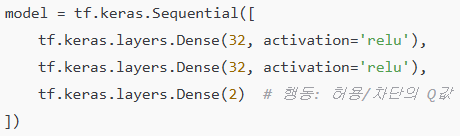 model = tf.keras.Sequential([
    tf.keras.layers.Dense(32, activation='relu'),
    tf.keras.layers.Dense(32, activation='relu'),
    tf.keras.layers.Dense(2)  # 행동: 허용/차단의 Q값
])